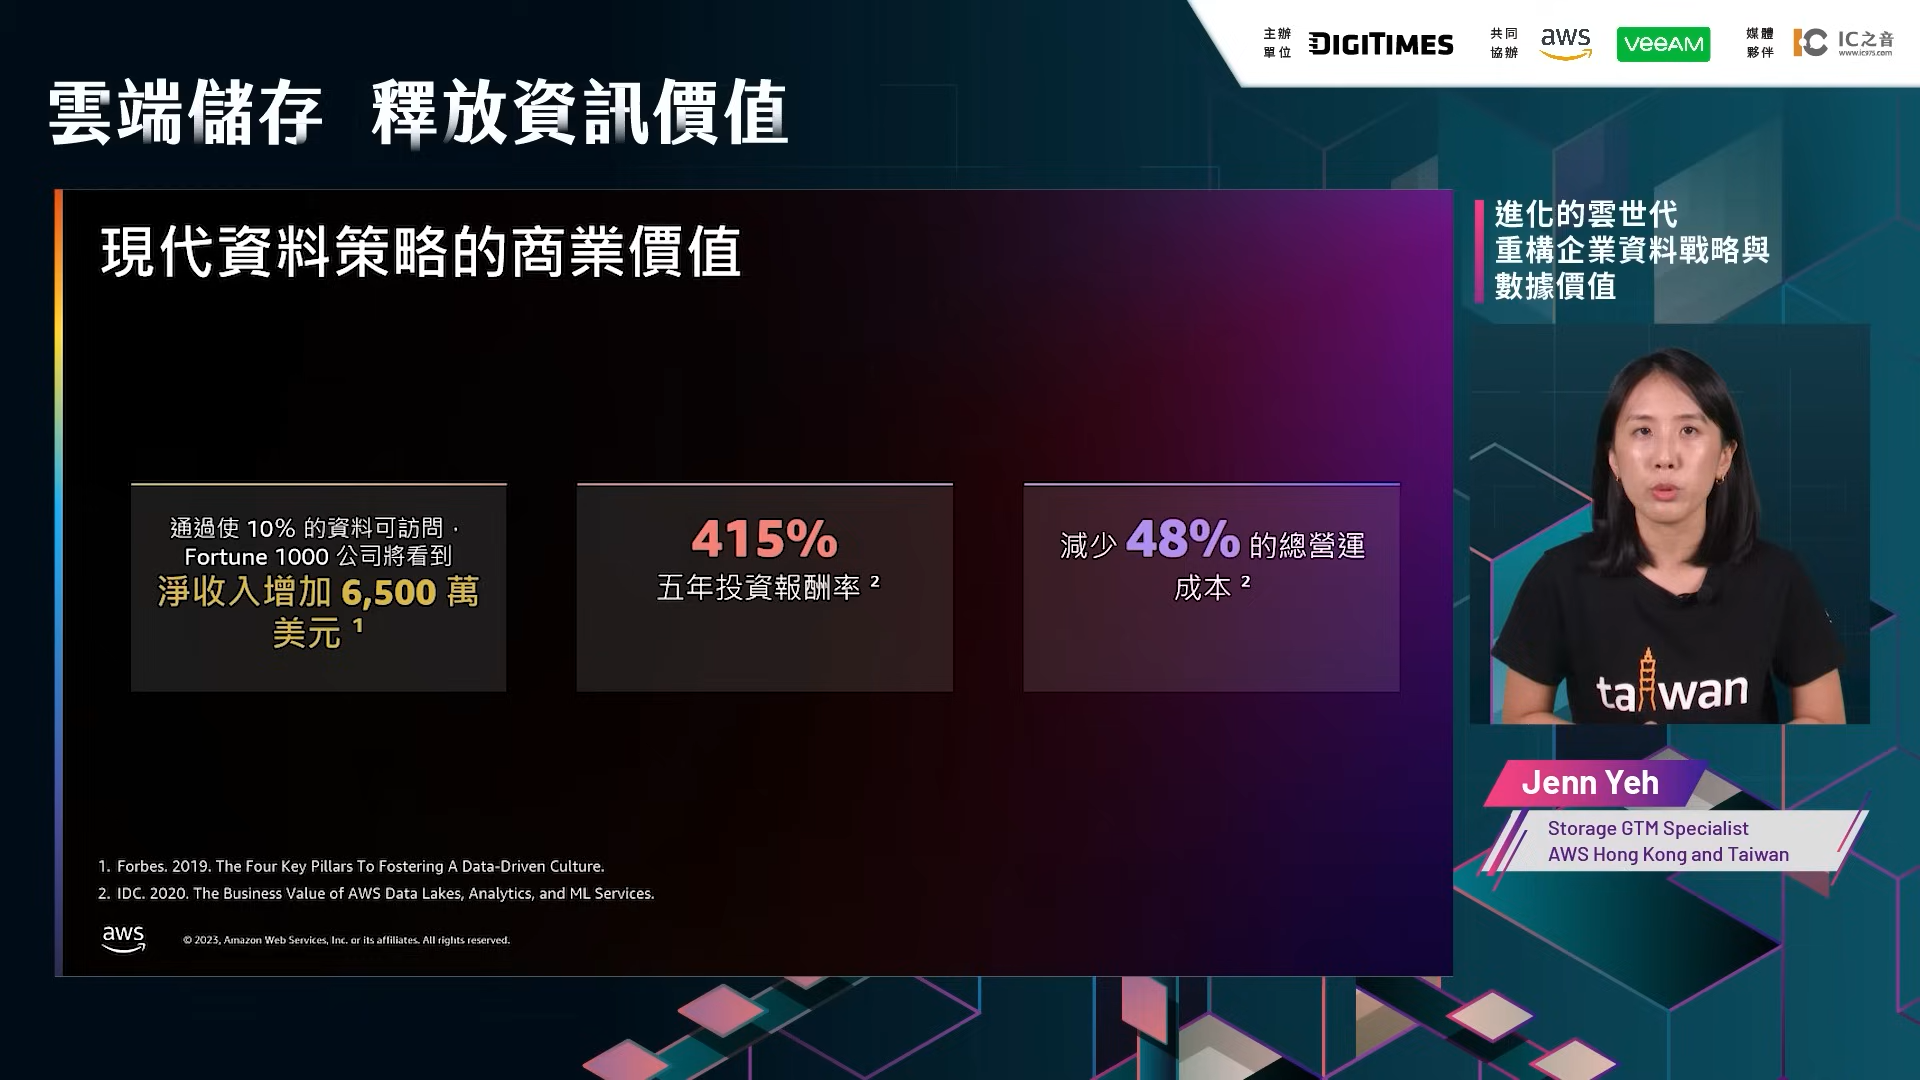 主辦
單位
DIGITIMES
共同
協辦
aws
veeAM
媒體
夥伴
IC
IC之音
www.ic975.com
雲端儲存 釋放資訊價值
現代資料策略的商業價值
通過使 10% 的資料可訪問，
Fortune 1000 公司將看到
淨收入增加 6,500 萬
美元 1
415%
五年投資報酬率 2
減少 48% 的總營運
成本 2
1. Forbes. 2019. The Four Key Pillars To Fostering A Data-Driven Culture.
2. IDC. 2020. The Business Value of AWS Data Lakes, Analytics, and ML Services.
aws
© 2023, Amazon Web Services, Inc. or its affiliates. All rights reserved.
進化的雲世代
重構企業資料戰略與
數據價值
taiwan
Jenn Yeh
Storage GTM Specialist
AWS Hong Kong and Taiwan